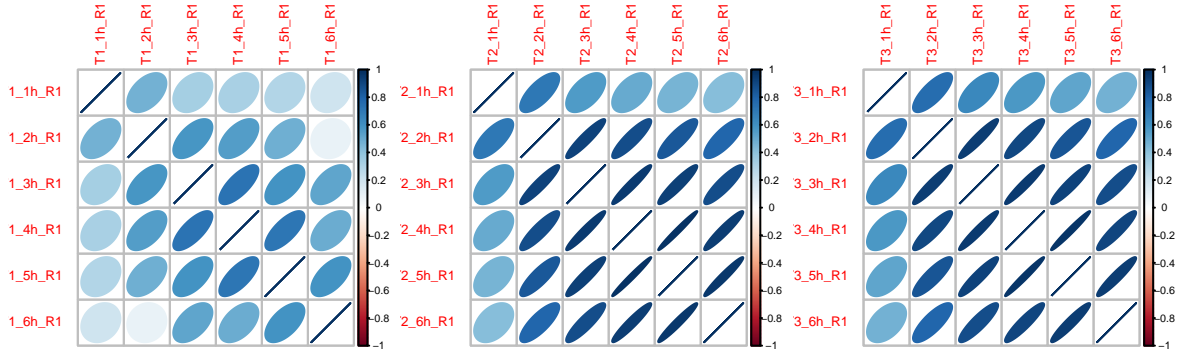 T1_1h_R1
T1_2h_R1
T1_3h_R1
T1_4h_R1
T1_5h_R1
T1_6h_R1
1_1h_R1
1_2h_R1
1_3h_R1
1_4h_R1
1_5h_R1
1_6h_R1
1
0.8
0.6
0.4
0.2
0
−0.2
−0.4
−0.6
−0.8
−1
T2_1h_R1
T2_2h_R1
T2_3h_R1
T2_4h_R1
T2_5h_R1
T2_6h_R1
2_1h_R1
2_2h_R1
2_3h_R1
2_4h_R1
2_5h_R1
2_6h_R1
1
0.8
0.6
0.4
0.2
0
−0.2
−0.4
−0.6
−0.8
−1
T3_1h_R1
T3_2h_R1
T3_3h_R1
T3_4h_R1
T3_5h_R1
T3_6h_R1
3_1h_R1
3_2h_R1
3_3h_R1
3_4h_R1
3_5h_R1
3_6h_R1
1
0.8
0.6
0.4
0.2
0
−0.2
−0.4
−0.6
−0.8
−1